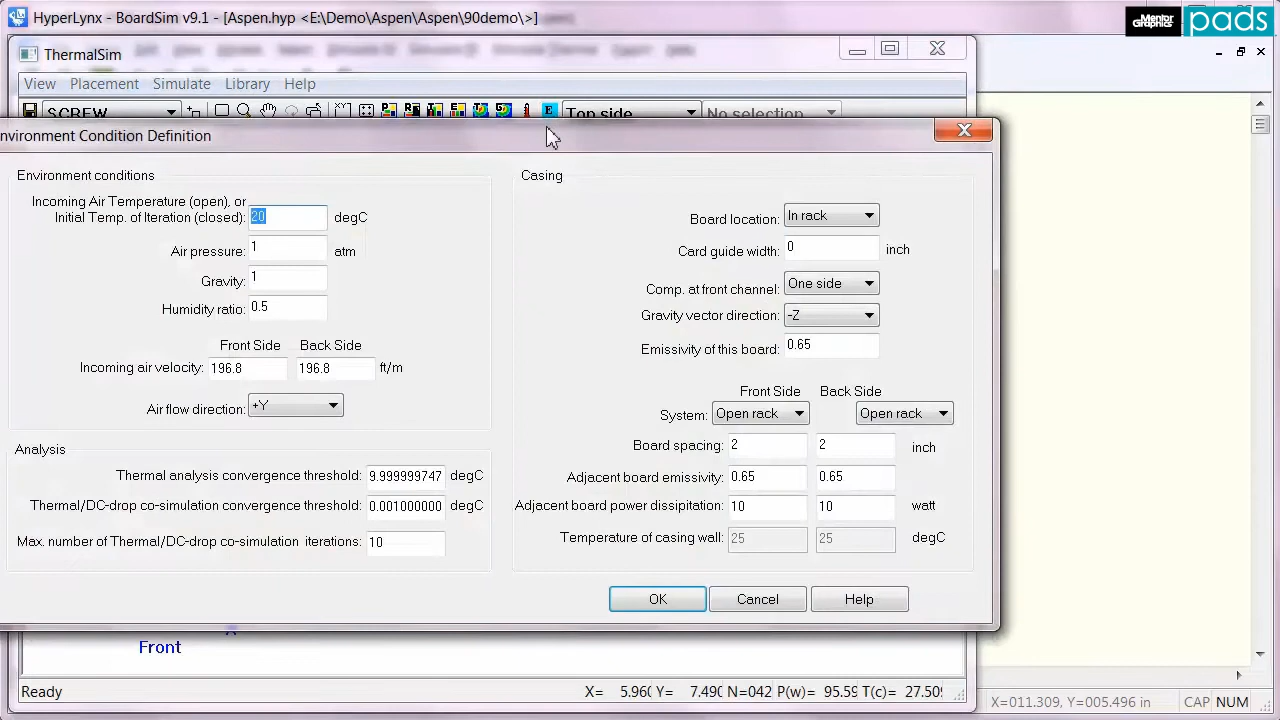 HyperLynx - BoardSim v9.1 - [Aspen.hyp <E:\Demo\Aspen\Aspen\90demo\>]
Mentor Graphics
pads
ThermalSim
View Placement Simulate Library Help
SCREW Top side No selection
nvironment Condition Definition
Environment conditions
Incoming Air Temperature (open), or
Initial Temp. of Iteration (closed): 20 degC
Air pressure: 1 atm
Gravity: 1
Humidity ratio: 0.5
Front Side Back Side
Incoming air velocity: 196.8 196.8 ft/m
Air flow direction: +Y
Analysis
Thermal analysis convergence threshold: 9.999999747 degC
Thermal/DC-drop co-simulation convergence threshold: 0.001000000 degC
Max. number of Thermal/DC-drop co-simulation iterations: 10
Casing
Board location: In rack
Card guide width: 0 inch
Comp. at front channel: One side
Gravity vector direction: -Z
Emissivity of this board: 0.65
Front Side Back Side
System: Open rack Open rack
Board spacing: 2 2 inch
Adjacent board emissivity: 0.65 0.65
Adjacent board power dissipitation: 10 10 watt
Temperature of casing wall: 25 25 degC
OK Cancel Help
Front
Ready X= 5.960 Y= 7.490 N=042 P(w)= 95.59 T(c)= 27.505
X=011.309, Y=005.496 in CAP NUM